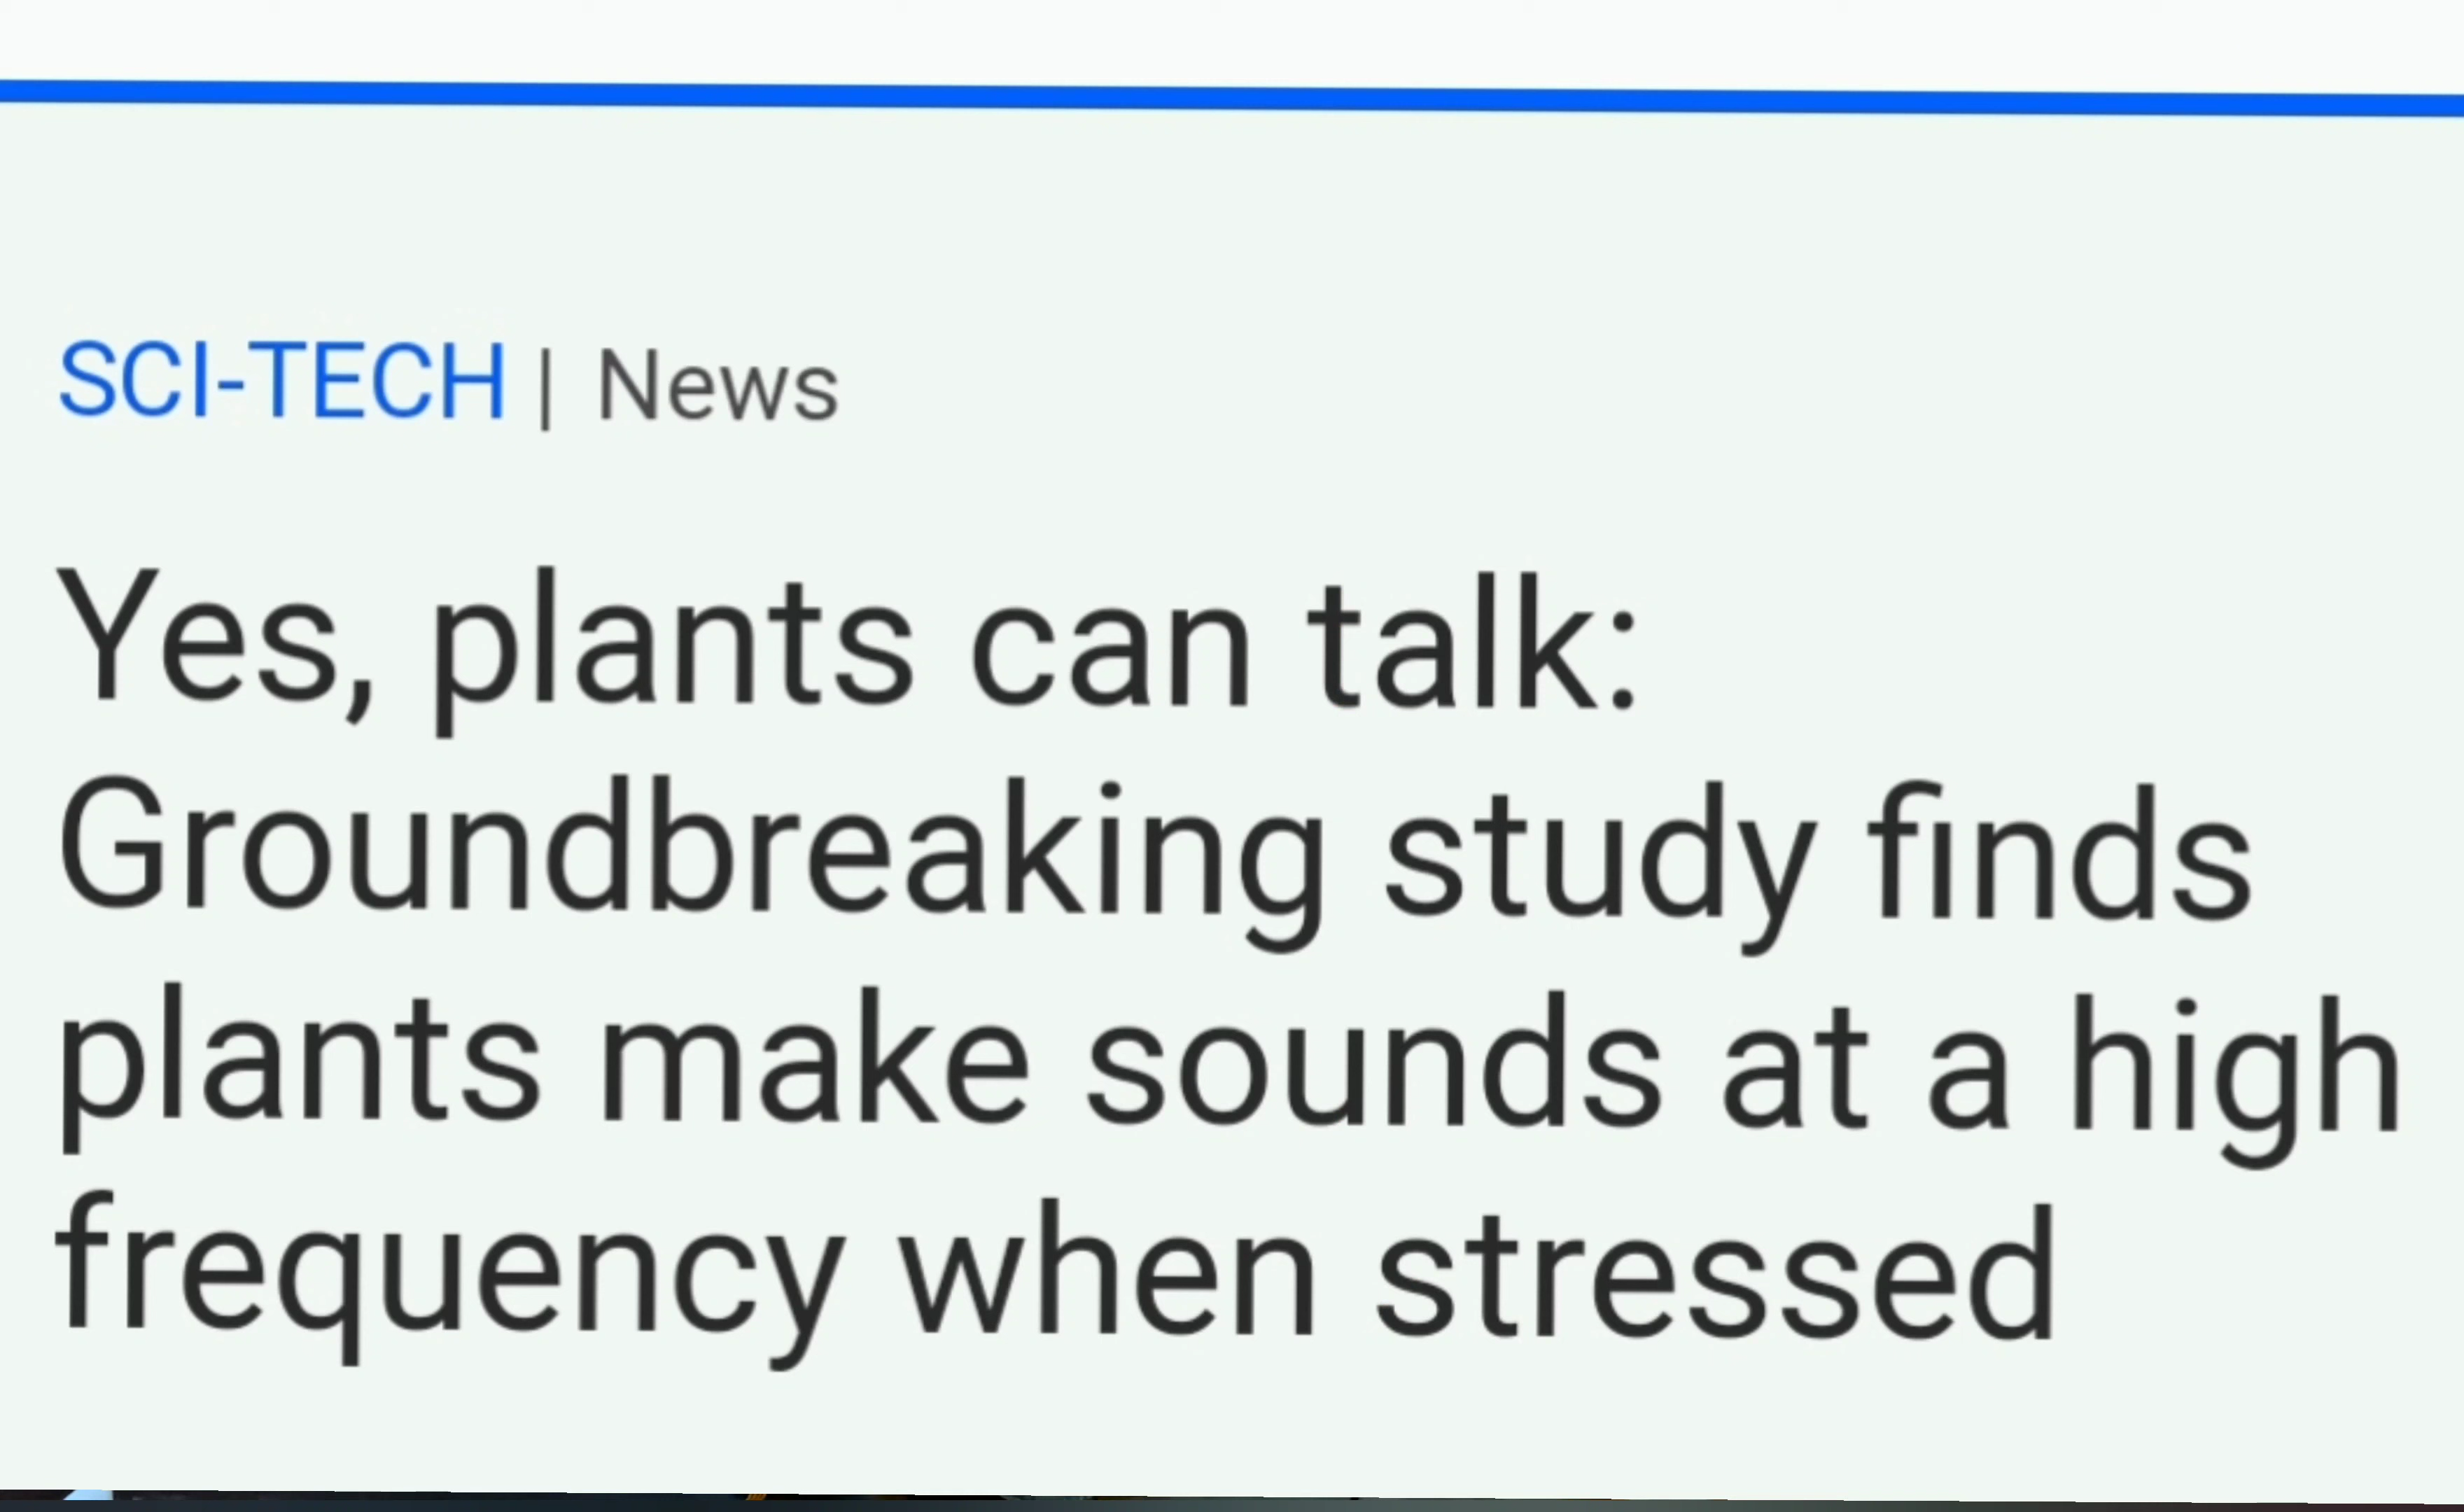 SCI-TECH | News
Yes, plants can talk:
Groundbreaking study finds
plants make sounds at a high
frequency when stressed